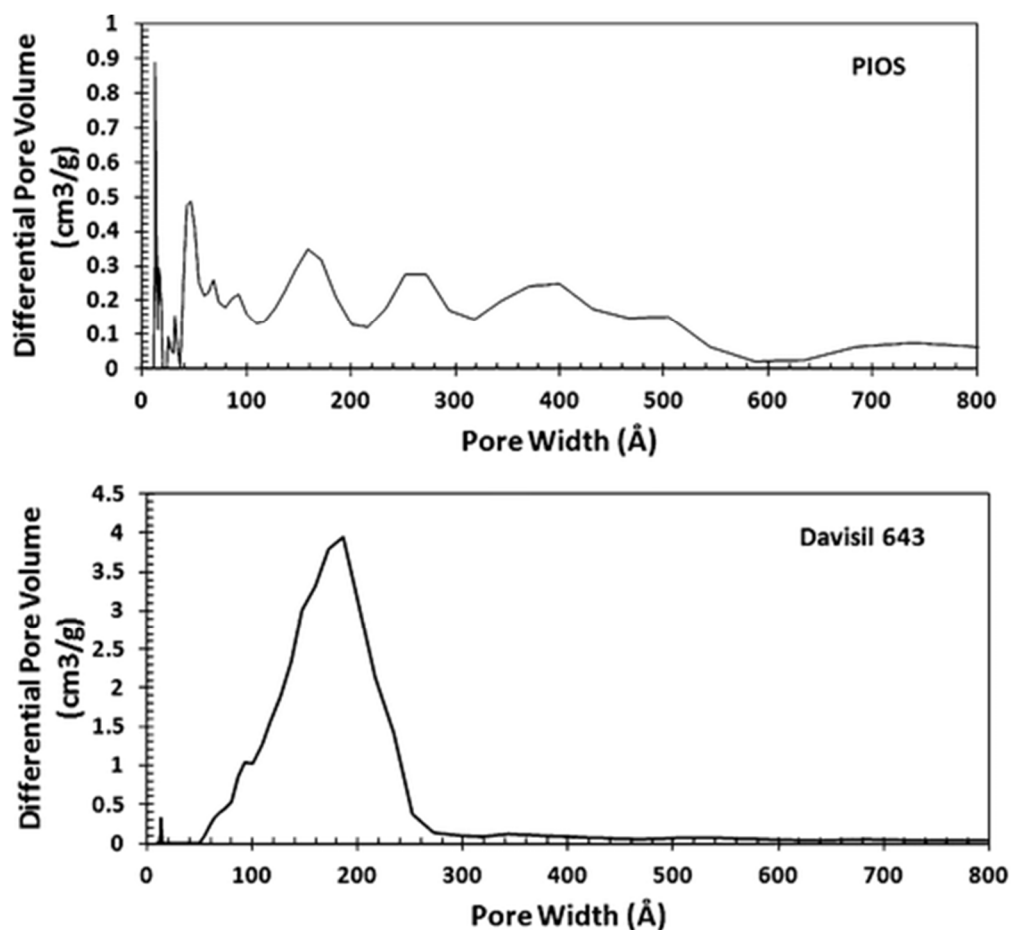 PIOS
Differential Pore Volume
(cm3/g)
1
0.9
0.8
0.7
0.6
0.5
0.4
0.3
0.2
0.1
0
0 100 200 300 400 500 600 700 800
Pore Width (Å)
Davisil 643
Differential Pore Volume
(cm3/g)
4.5
4
3.5
3
2.5
2
1.5
1
0.5
0
0 100 200 300 400 500 600 700 800
Pore Width (Å)